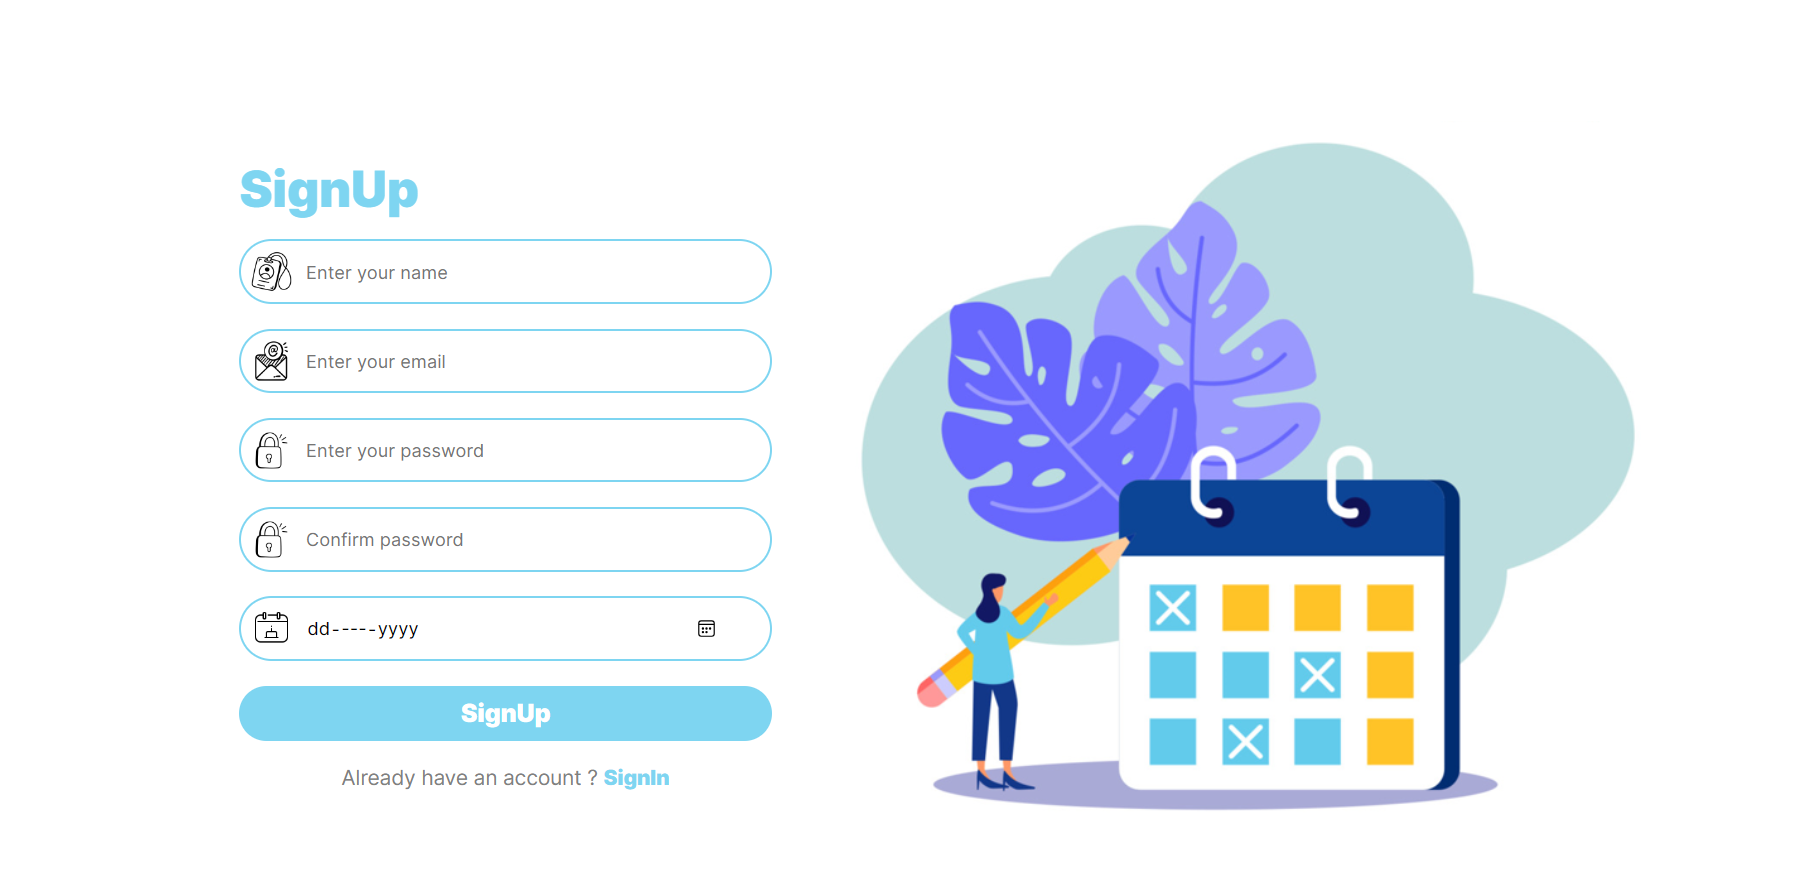 SignUp
Enter your name
Enter your email
Enter your password
Confirm password
dd-----yyyy
SignUp
Already have an account ? SignIn